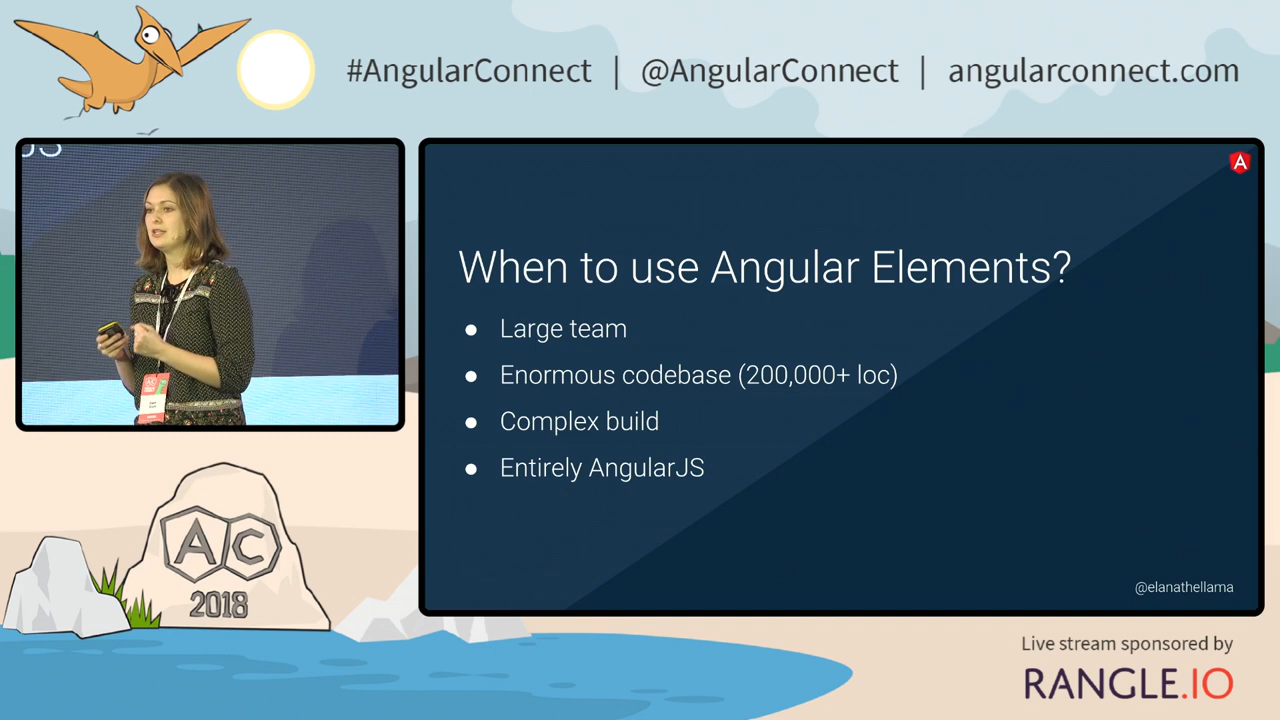 #AngularConnect | @AngularConnect | angularconnect.com
When to use Angular Elements?
● Large team
● Enormous codebase (200,000+ loc)
● Complex build
● Entirely AngularJS
@elanathellama
AC
2018
Live stream sponsored by
RANGLE.IO